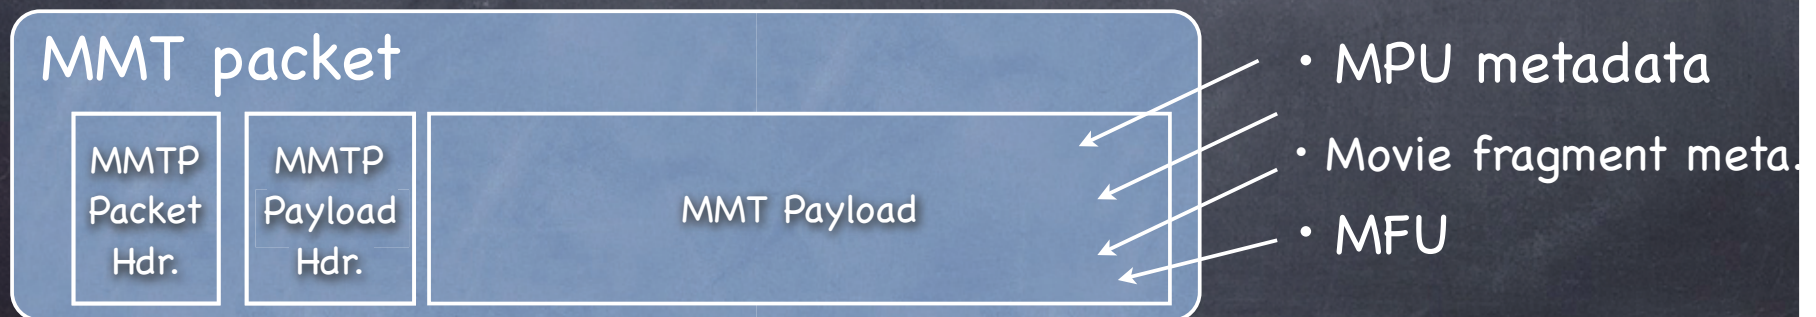 MMT packet
MMTP
Packet
Hdr.
MMTP
Payload
Hdr.
MMT Payload
• MPU metadata
• Movie fragment meta.
• MFU